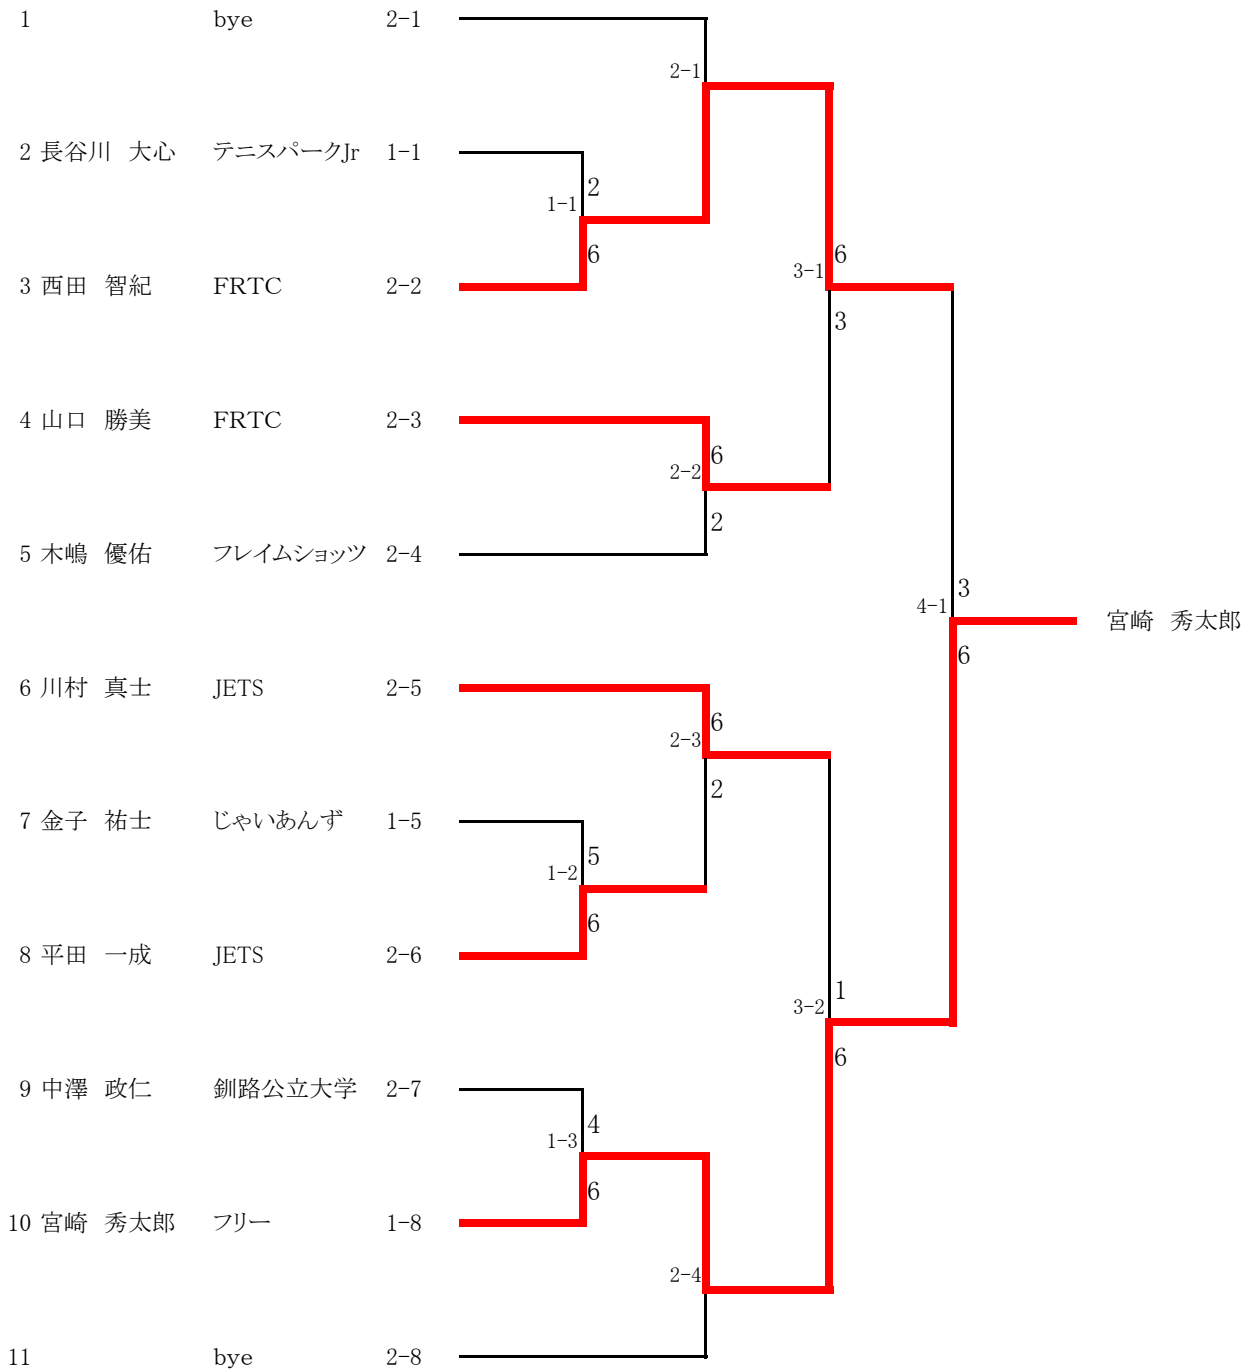 1 bye 2-1
2-1
2 長谷川 大心 テニスパークJr 1-1
2
1-1
6
6
3-1
3 西田 智紀 FRTC 2-2
3
4 山口 勝美 FRTC 2-3
6
2-2
2
5 木嶋 優佑 フレイムショッツ 2-4
3
4-1
宮崎 秀太郎
6
6 川村 真士 JETS 2-5
6
2-3
2
7 金子 祐士 じゃいあんず 1-5
5
1-2
6
8 平田 一成 JETS 2-6
1
3-2
6
9 中澤 政仁 釧路公立大学 2-7
4
1-3
6
10 宮崎 秀太郎 フリー 1-8
2-4
11 bye 2-8